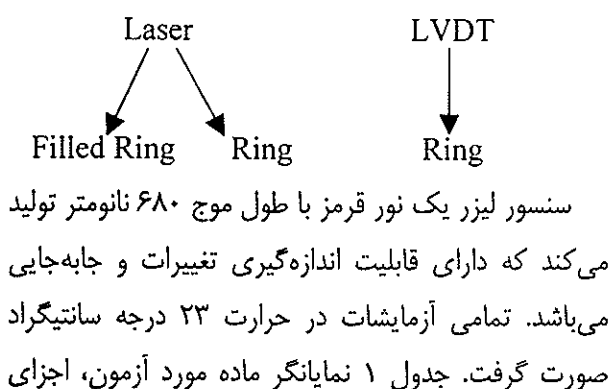 Laser LVDT
Filled Ring Ring Ring
سنسور لیزر یک نور قرمز با طول موج ۶۸۰ نانومتر تولید
می‌کند که دارای قابلیت اندازه‌گیری تغییرات و جابه‌جایی
می‌باشد. تمامی آزمایشات در حرارت ۲۳ درجه سانتیگراد
صورت گرفت. جدول ۱ نمایانگر ماده مورد آزمون، اجزای